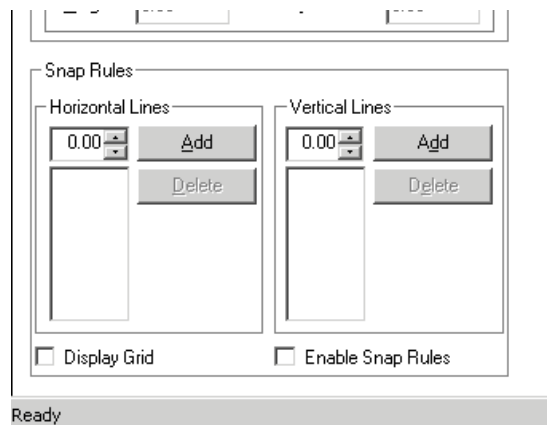 Snap Rules
Horizontal Lines Vertical Lines
0.00 Add 0.00 Add
Delete Delete
Display Grid Enable Snap Rules
Ready